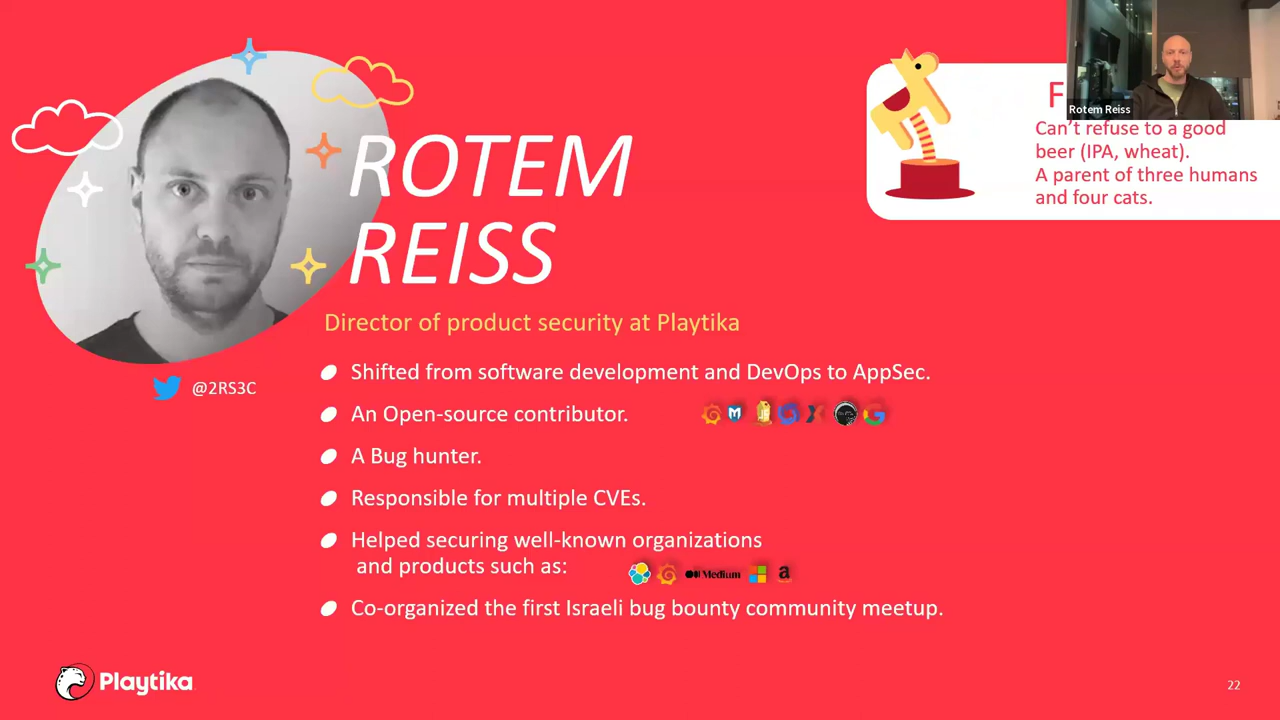 ROTEM
REISS
Director of product security at Playtika
@2RS3C
Shifted from software development and DevOps to AppSec.
An Open-source contributor.
A Bug hunter.
Responsible for multiple CVEs.
Helped securing well-known organizations
and products such as:
Medium
Co-organized the first Israeli bug bounty community meetup.
Rotem Reiss
Can't refuse to a good
beer (IPA, wheat).
A parent of three humans
and four cats.
Playtika
22